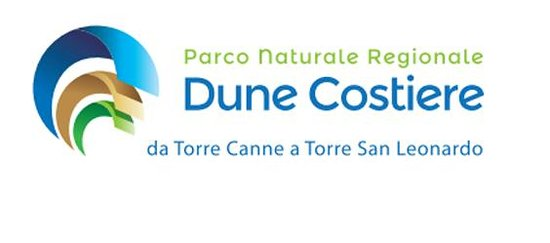 Parco Naturale Regionale
Dune Costiere
da Torre Canne a Torre San Leonardo